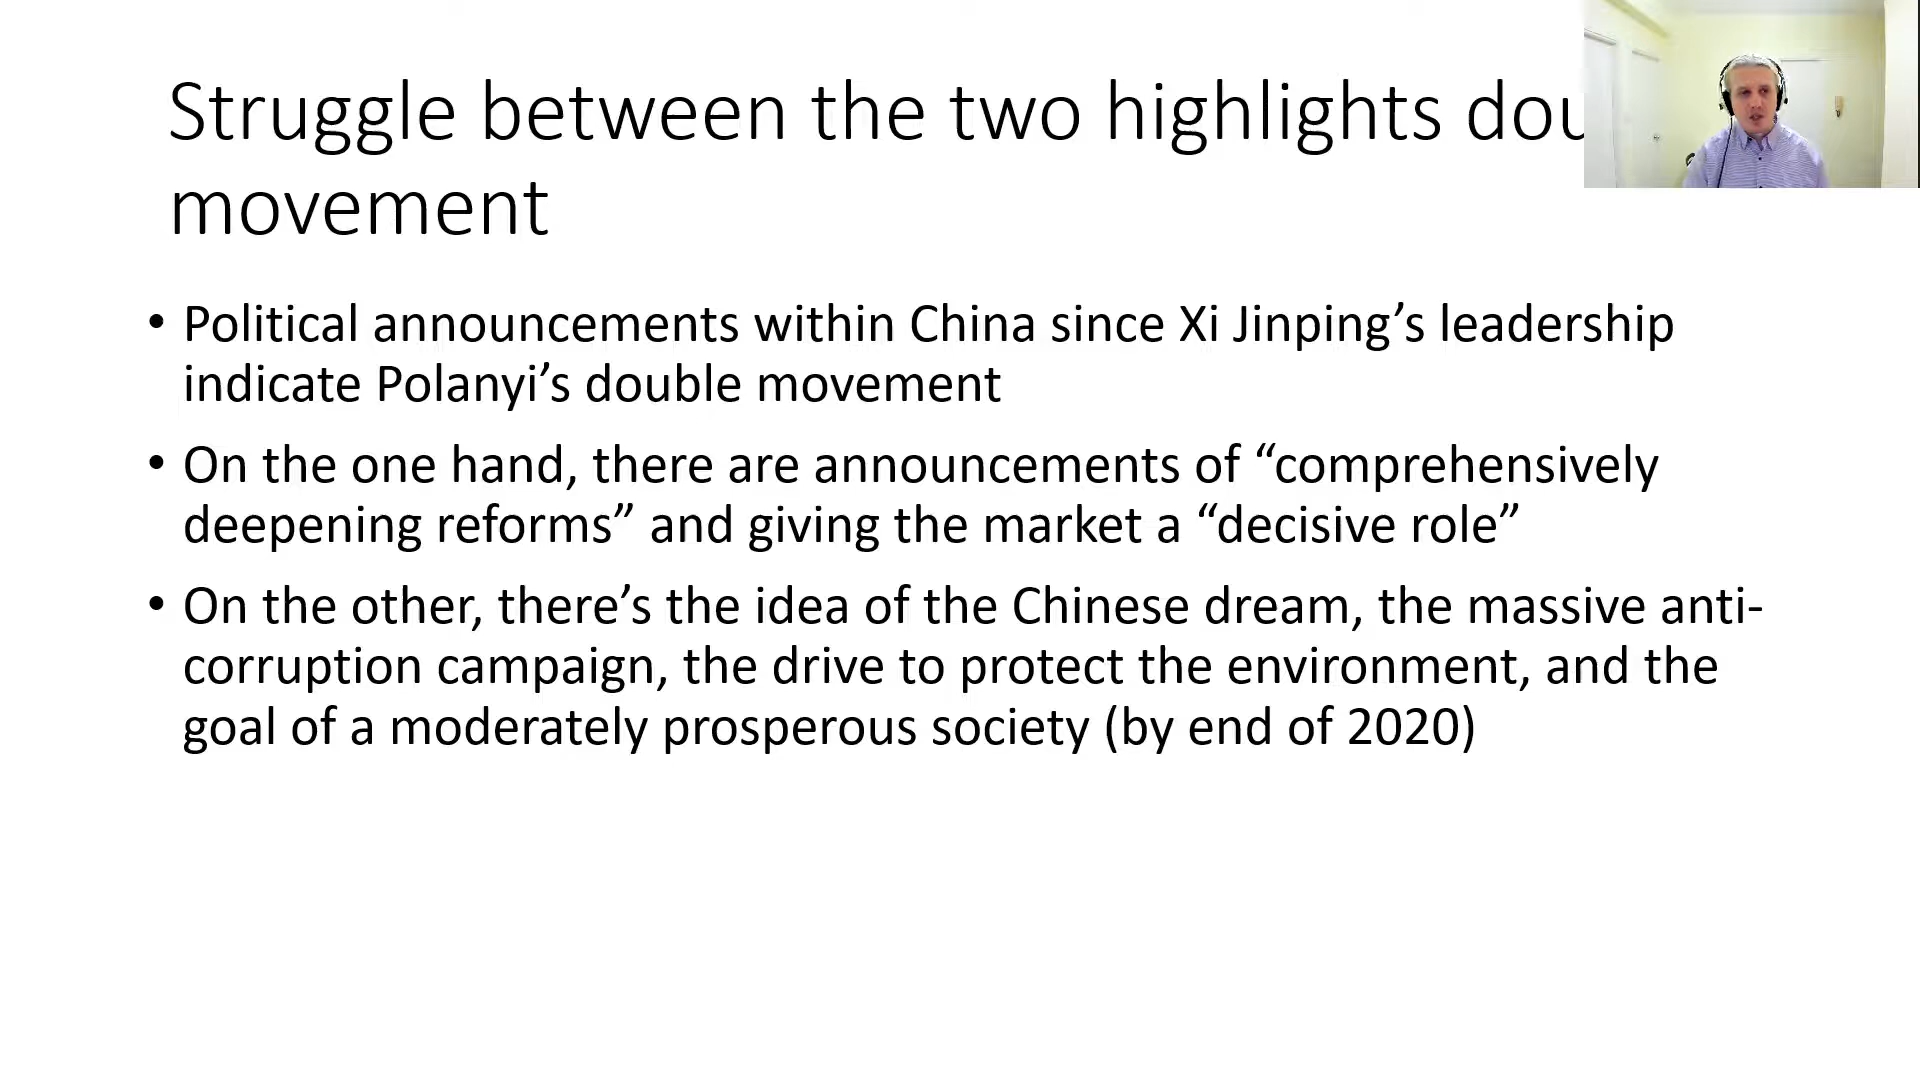 Struggle between the two highlights
movement
• Political announcements within China since Xi Jinping’s leadership
indicate Polanyi’s double movement
• On the one hand, there are announcements of “comprehensively
deepening reforms” and giving the market a “decisive role”
• On the other, there’s the idea of the Chinese dream, the massive anti-
corruption campaign, the drive to protect the environment, and the
goal of a moderately prosperous society (by end of 2020)